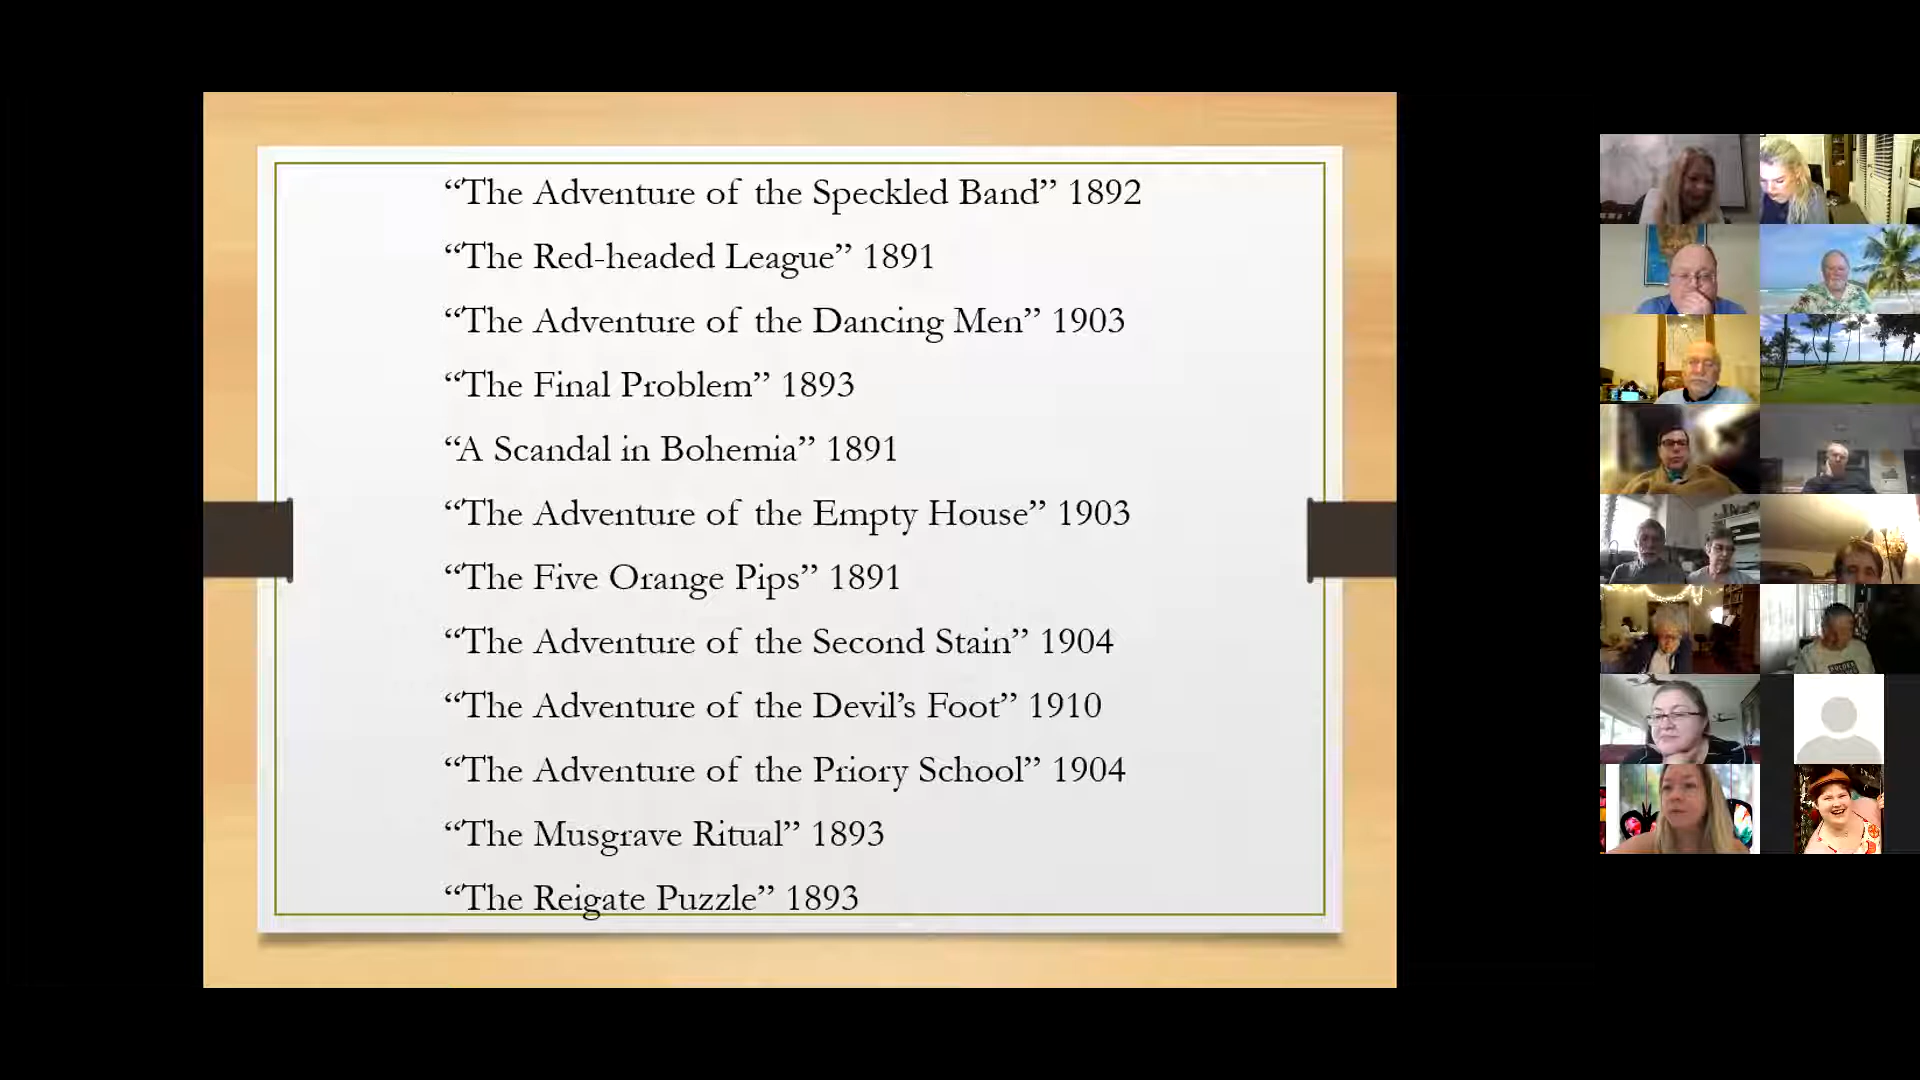 “The Adventure of the Speckled Band” 1892
“The Red-headed League” 1891
“The Adventure of the Dancing Men” 1903
“The Final Problem” 1893
“A Scandal in Bohemia” 1891
“The Adventure of the Empty House” 1903
“The Five Orange Pips” 1891
“The Adventure of the Second Stain” 1904
“The Adventure of the Devil’s Foot” 1910
“The Adventure of the Priory School” 1904
“The Musgrave Ritual” 1893
“The Reigate Puzzle” 1893